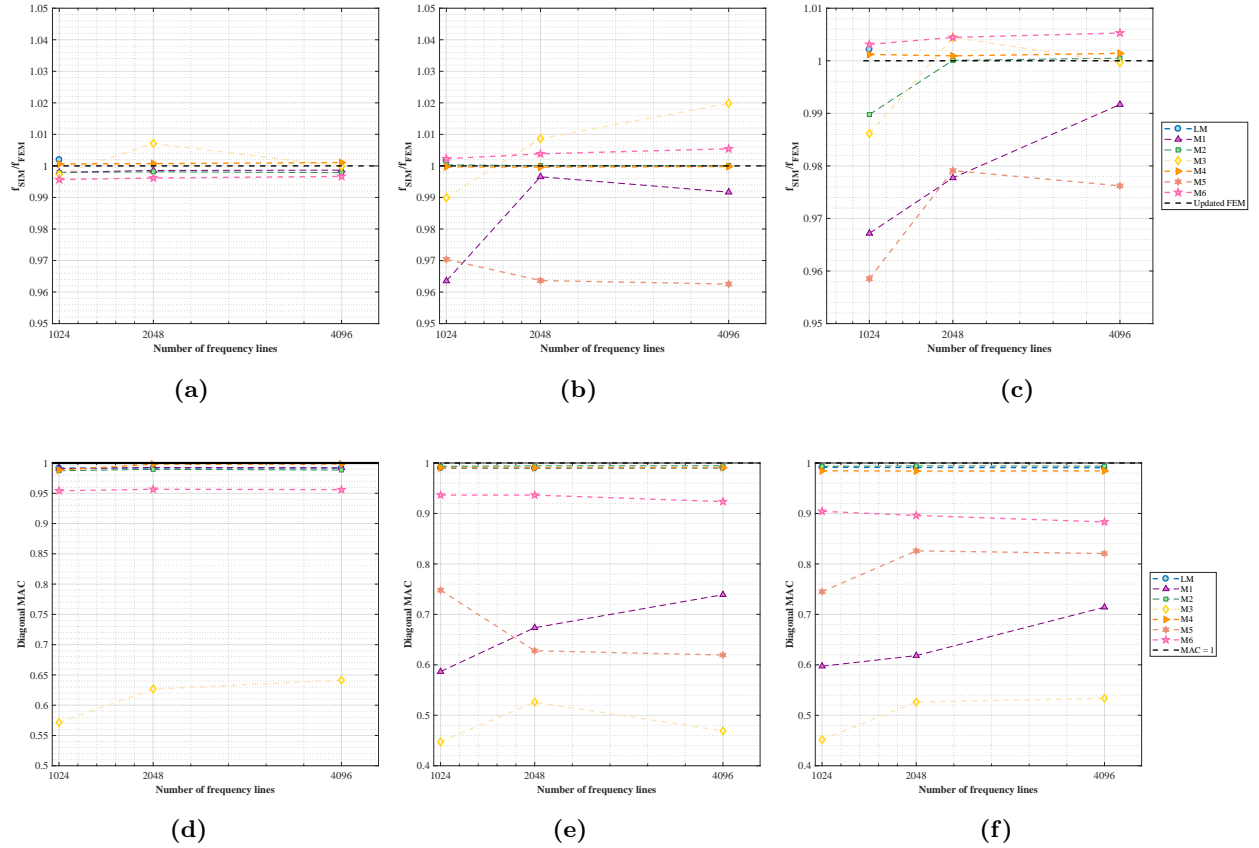 1.05
1.04
1.03
1.02
1.01
1
0.99
0.98
0.97
0.96
0.95
f_SIM/f_FEM
1024
2048
4096
Number of frequency lines
(a)
1.05
1.04
1.03
1.02
1.01
1
0.99
0.98
0.97
0.96
0.95
f_SIM/f_FEM
1024
2048
4096
Number of frequency lines
(b)
1.01
1
0.99
0.98
0.97
0.96
0.95
f_SIM/f_FEM
1024
2048
4096
Number of frequency lines
(c)
LM
M1
M2
M3
M4
M5
M6
Updated FEM
1
0.95
0.9
0.85
0.8
0.75
0.7
0.65
0.6
0.55
0.5
Diagonal MAC
1024
2048
4096
Number of frequency lines
(d)
1
0.9
0.8
0.7
0.6
0.5
0.4
Diagonal MAC
1024
2048
4096
Number of frequency lines
(e)
1
0.9
0.8
0.7
0.6
0.5
0.4
Diagonal MAC
1024
2048
4096
Number of frequency lines
(f)
LM
M1
M2
M3
M4
M5
M6
MAC = 1